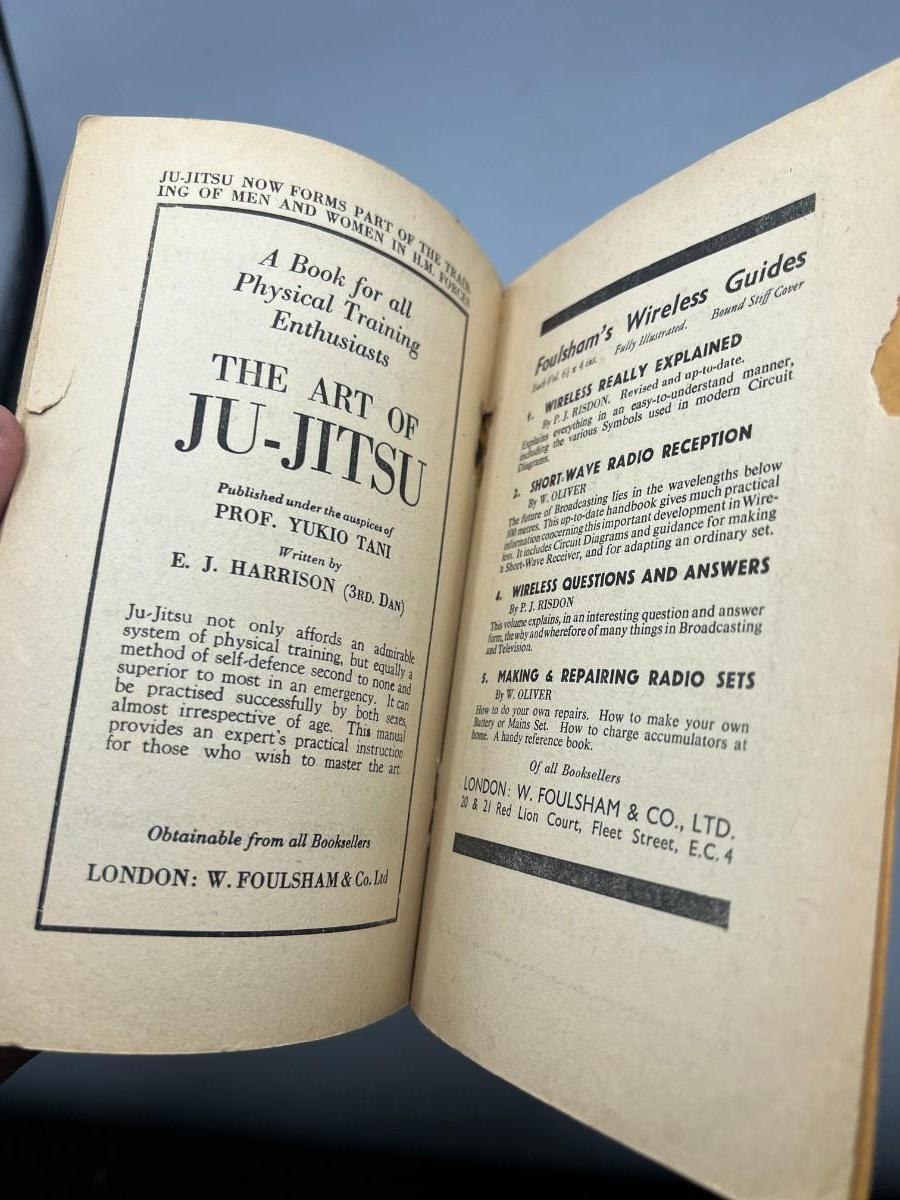 JU-JITSU NOW FORMS PART OF THE TRAIN-
ING OF MEN AND WOMEN IN H.M. FORCES
A Book for all
Physical Training
Enthusiasts
THE ART OF
JU-JITSU
Published under the auspices of
PROF. YUKIO TANI
Written by
E. J. HARRISON (3RD. DAN)
Ju-Jitsu not only affords an admirable
system of physical training, but equally a
method of self-defence second to none and
superior to most in an emergency. It can
be practised successfully by both sexes,
almost irrespective of age. This manual
provides an expert's practical instruction
for those who wish to master the art.
Obtainable from all Booksellers
LONDON: W. FOULSHAM & Co. Ltd
Foulsham's Wireless Guides
Each Vol. 6½ x 4 ins. Fully Illustrated. Bound Stiff Cover
1. WIRELESS REALLY EXPLAINED
By P. J. RISDON. Revised and up-to-date.
Explains everything in an easy-to-understand manner,
including the various Symbols used in modern Circuit
Diagrams.
2. SHORT-WAVE RADIO RECEPTION
By W. OLIVER
The future of Broadcasting lies in the wavelengths below
100 metres. This up-to-date handbook gives much practical
information concerning this important development in Wire-
less. It includes Circuit Diagrams and guidance for making
a Short-Wave Receiver, and for adapting an ordinary set.
4. WIRELESS QUESTIONS AND ANSWERS
By P. J. RISDON
This volume explains, in an interesting question and answer
form, the why and wherefore of many things in Broadcasting
and Television.
5. MAKING & REPAIRING RADIO SETS
By W. OLIVER
How to do your own repairs. How to make your own
Battery or Mains Set. How to charge accumulators at
home. A handy reference book.
Of all Booksellers
LONDON: W. FOULSHAM & CO., LTD.
20 & 21 Red Lion Court, Fleet Street, E.C. 4